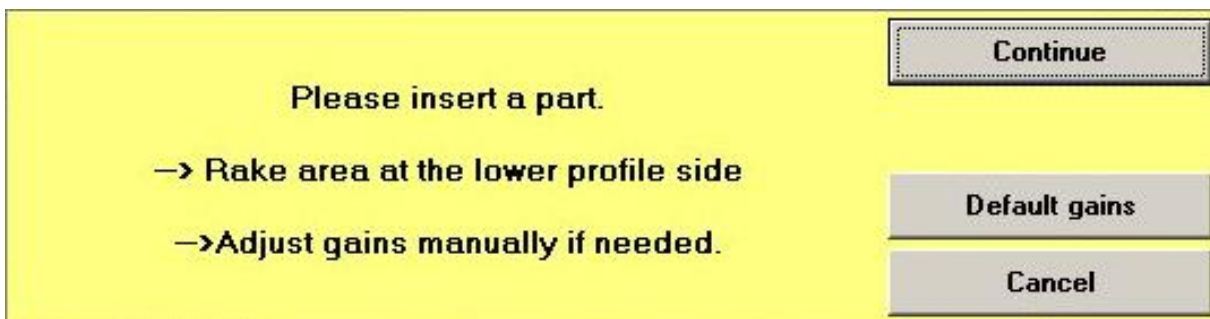 Please insert a part.
—> Rake area at the lower profile side
—>Adjust gains manually if needed.
Continue
Default gains
Cancel